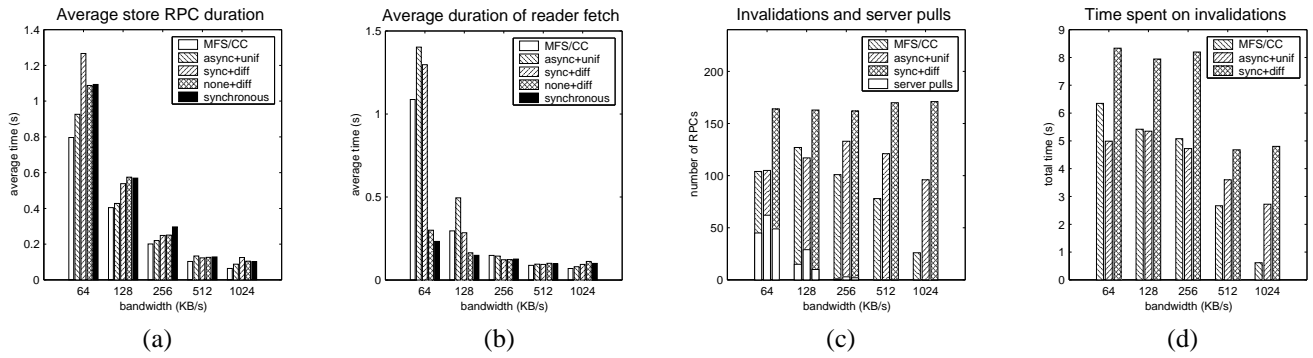 Average store RPC duration
1.4
1.2
1
0.8
0.6
0.4
0.2
0
average time (s)
MFS/CC
async+unif
sync+diff
none+diff
synchronous
64 128 256 512 1024
bandwidth (KB/s)
(a)
Average duration of reader fetch
1.5
1
0.5
0
average time (s)
MFS/CC
async+unif
sync+diff
none+diff
synchronous
64 128 256 512 1024
bandwidth (KB/s)
(b)
Invalidations and server pulls
200
150
100
50
0
number of RPCs
MFS/CC
async+unif
sync+diff
server pulls
64 128 256 512 1024
bandwidth (KB/s)
(c)
Time spent on invalidations
9
8
7
6
5
4
3
2
1
0
total time (s)
MFS/CC
async+unif
sync+diff
64 128 256 512 1024
bandwidth (KB/s)
(d)